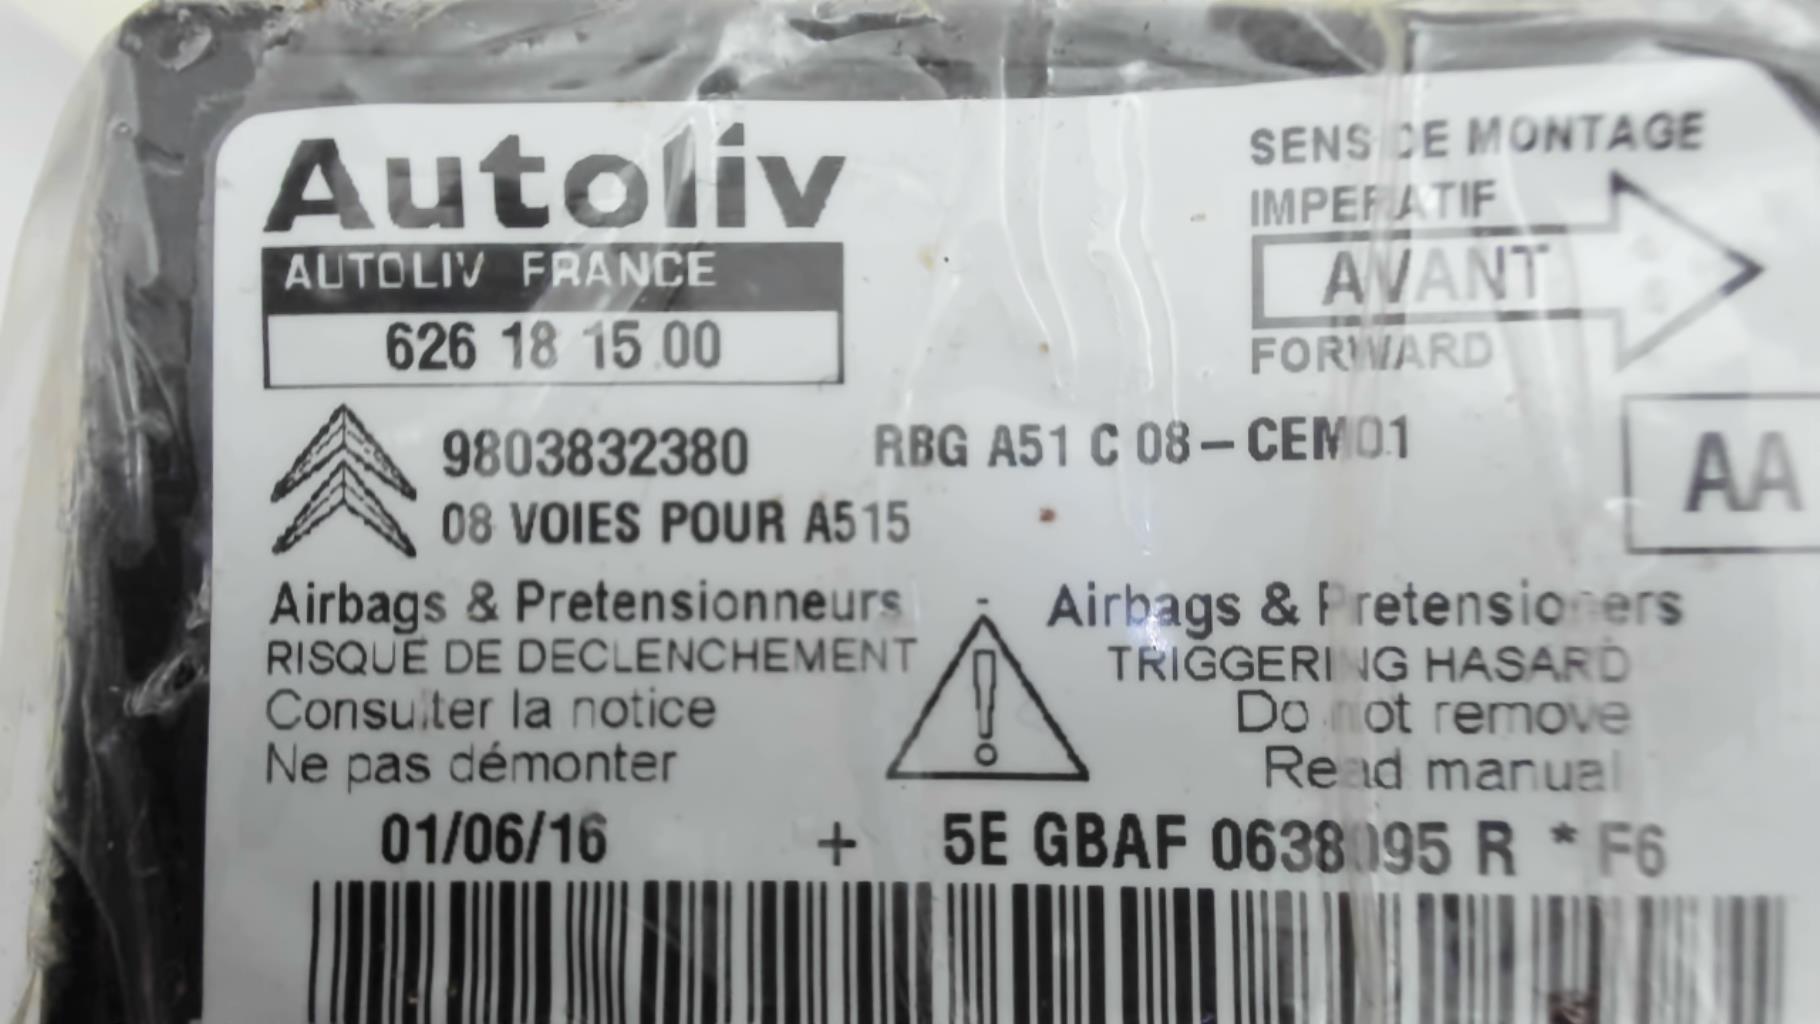 Autoliv
AUTOLIV FRANCE
626 18 15 00
SENS DE MONTAGE
IMPERATIF
AVANT
FORWARD
9803832380
RBG A51 C 08-CEM01
08 VOIES POUR A515
AA
Airbags & Pretensionneurs - Airbags & Pretensioners
RISQUE DE DECLENCHEMENT
TRIGGERING HASARD
Consulter la notice
Do not remove
Ne pas démonter
Read manual
01/06/16 + 5E GBAF 0638095 R * F6